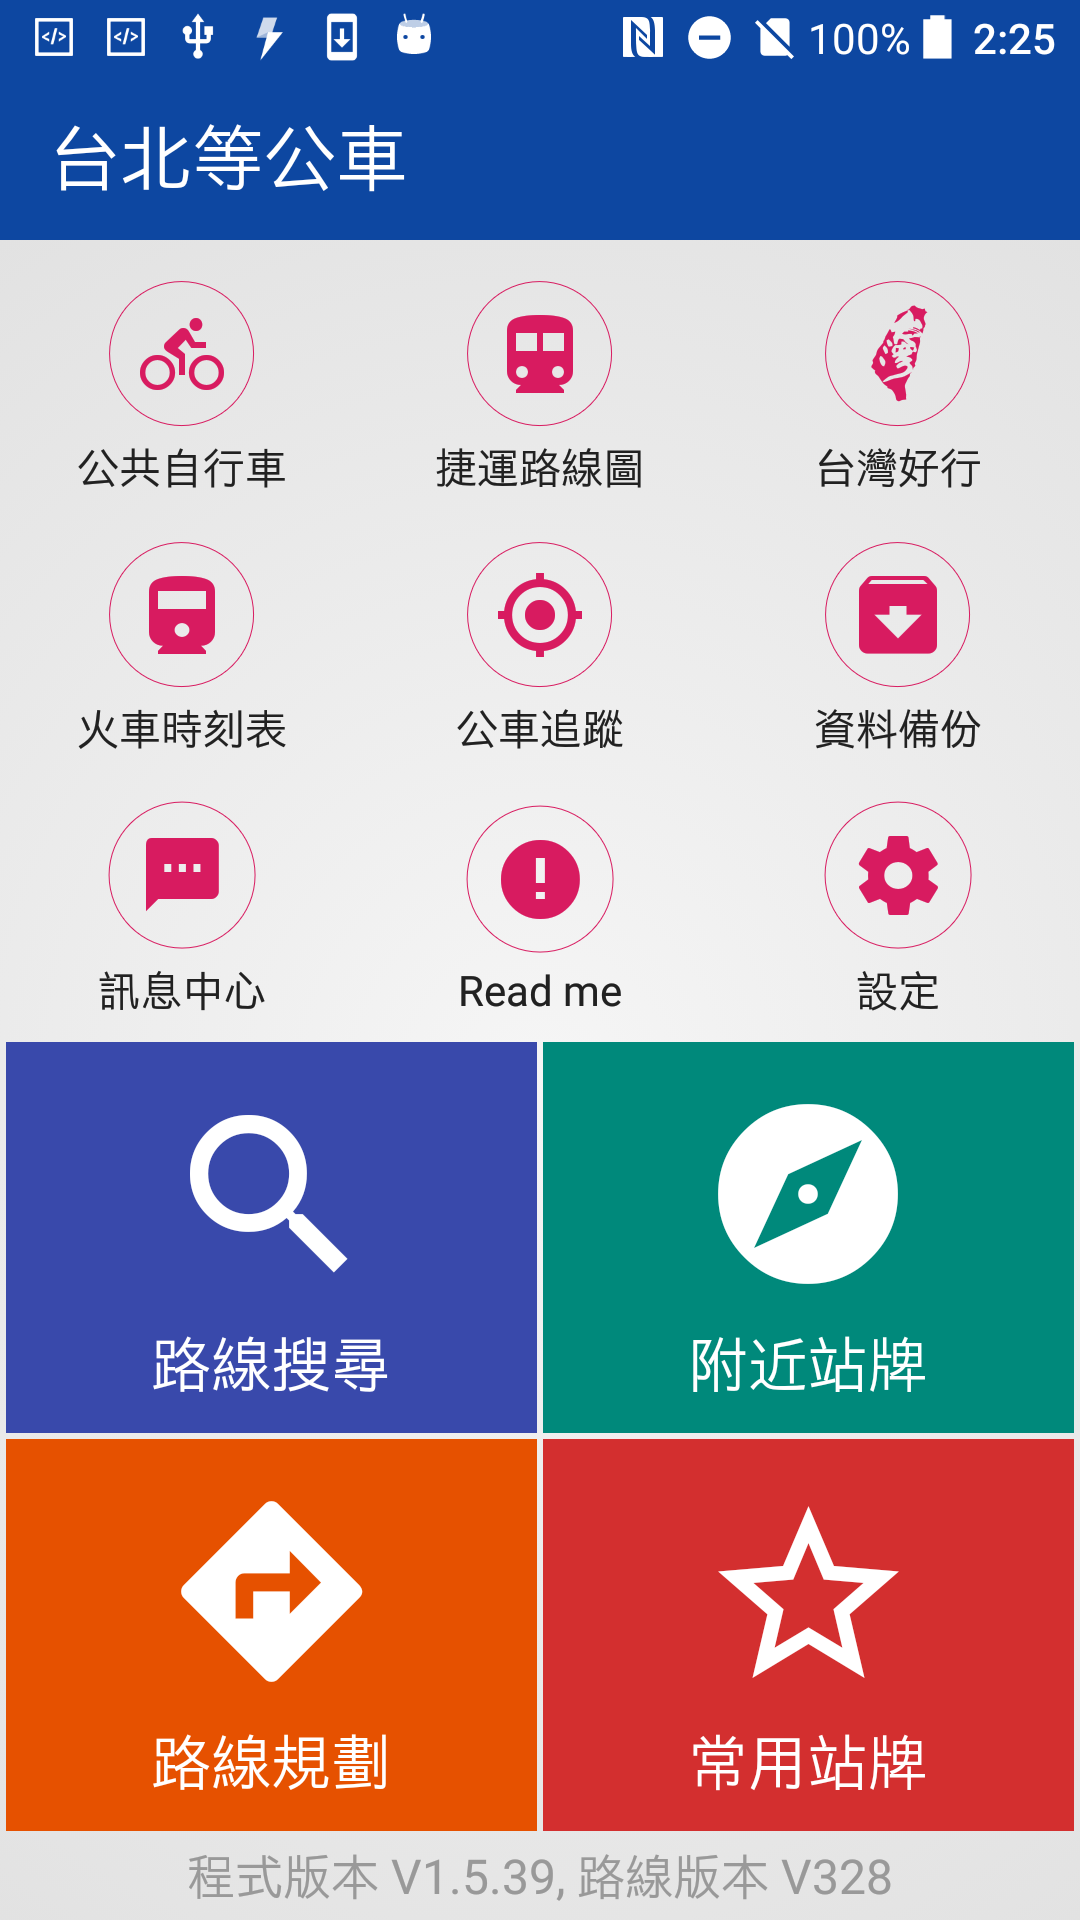 100% 2:25
台北等公車
公共自行車 捷運路線圖 台灣好行
火車時刻表 公車追蹤 資料備份
訊息中心 Read me 設定
路線搜尋 附近站牌
路線規劃 常用站牌
程式版本 V1.5.39, 路線版本 V328